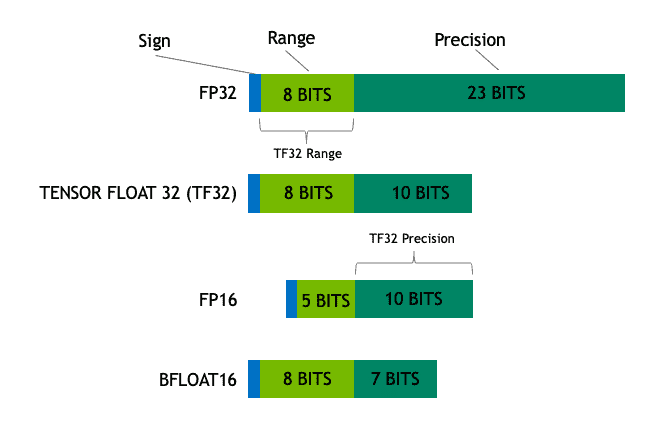 Sign
Range
Precision
FP32
8 BITS
23 BITS
TF32 Range
TENSOR FLOAT 32 (TF32)
8 BITS
10 BITS
TF32 Precision
FP16
5 BITS
10 BITS
BFLOAT16
8 BITS
7 BITS